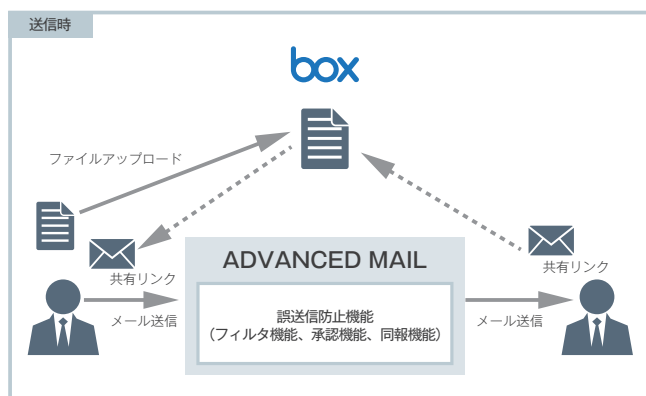 送信時
box
ファイルアップロード
共有リンク
ADVANCED MAIL
共有リンク
メール送信
誤送信防止機能
（フィルタ機能、承認機能、同報機能）
メール送信